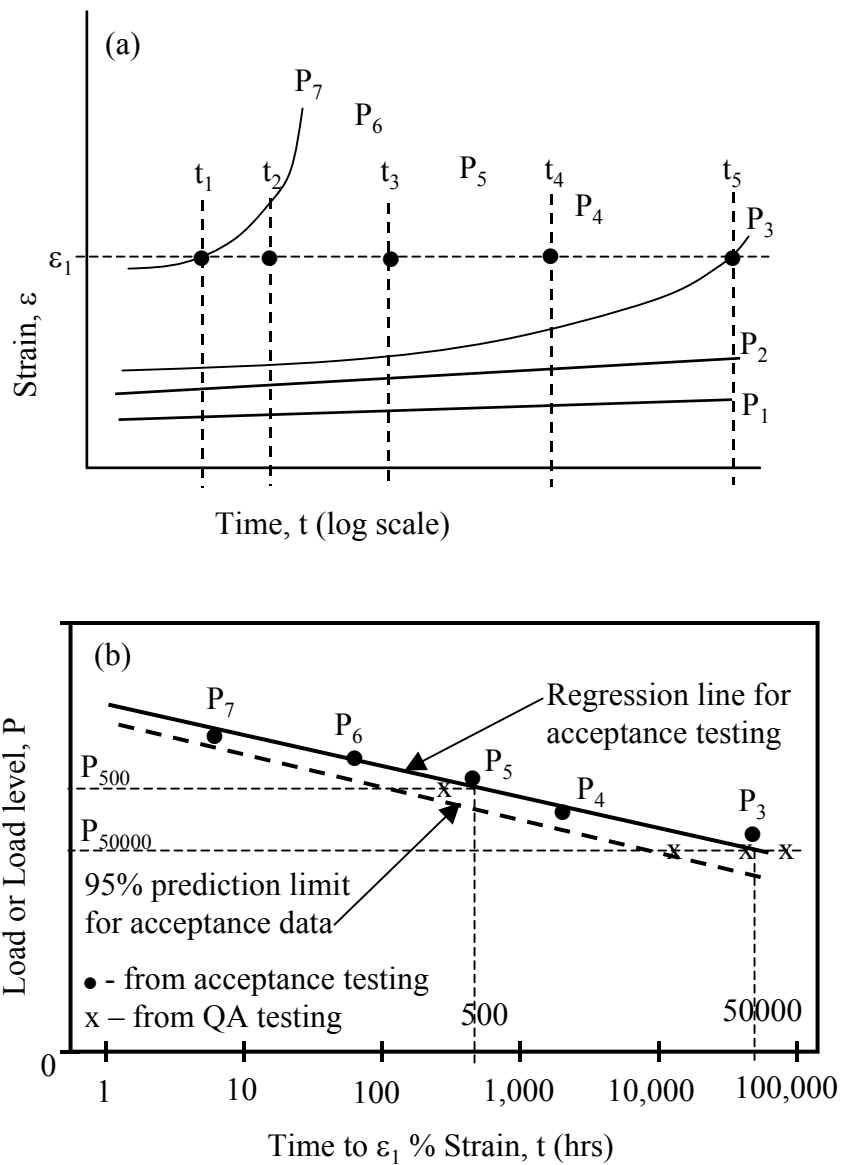 (a)
P₇
P₆
t₁
t₂
t₃
P₅
t₄
t₅
P₄
P₃
ε₁
P₂
P₁
Strain, ε
Time, t (log scale)
(b)
P₇
P₆
Regression line for
acceptance testing
P₅
P₄
P₃
P₅₀₀
P₅₀₀₀₀
x
x
x
x
95% prediction limit
for acceptance data
● - from acceptance testing
x – from QA testing
500
50000
Load or Load level, P
0
1
10
100
1,000
10,000
100,000
Time to ε₁ % Strain, t (hrs)